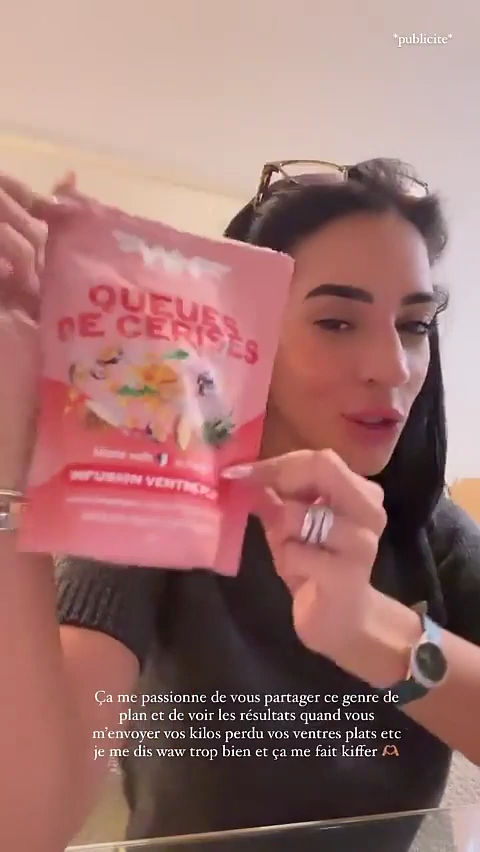 *publicite*
QUEUES
DE CERISES
INFUSION VENTRE
Ça me passionne de vous partager ce genre de
plan et de voir les résultats quand vous
m'envoyer vos kilos perdu vos ventres plats etc
je me dis waw trop bien et ça me fait kiffer 🫶🏽